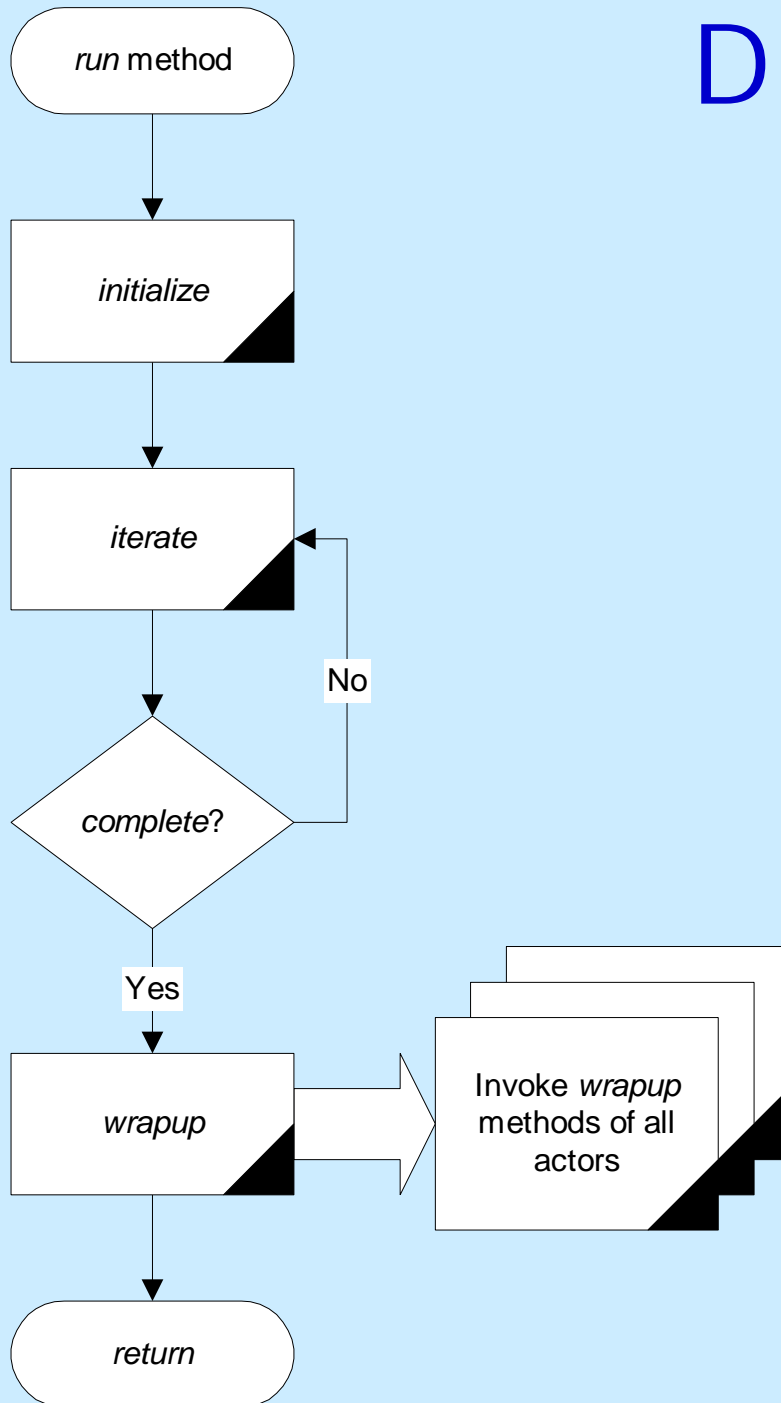 run method
D
initialize
iterate
No
complete?
Yes
wrapup
Invoke wrapup
methods of all
actors
return